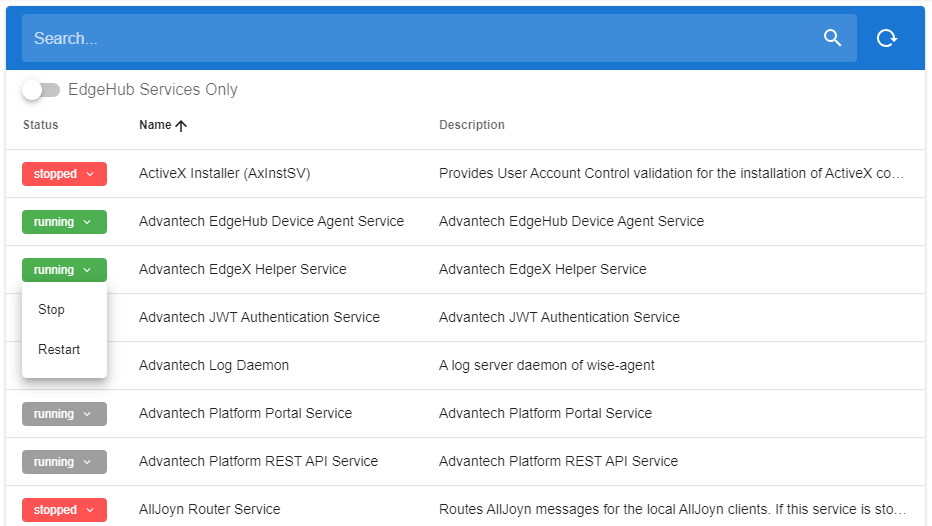 Search...
EdgeHub Services Only
Status Name Description
stopped ActiveX Installer (AxInstSV) Provides User Account Control validation for the installation of ActiveX co...
running Advantech EdgeHub Device Agent Service Advantech EdgeHub Device Agent Service
running Advantech EdgeX Helper Service Advantech EdgeX Helper Service
Stop Advantech JWT Authentication Service Advantech JWT Authentication Service
Restart Advantech Log Daemon A log server daemon of wise-agent
running Advantech Platform Portal Service Advantech Platform Portal Service
running Advantech Platform REST API Service Advantech Platform REST API Service
stopped AllJoyn Router Service Routes AllJoyn messages for the local AllJoyn clients. If this service is sto...